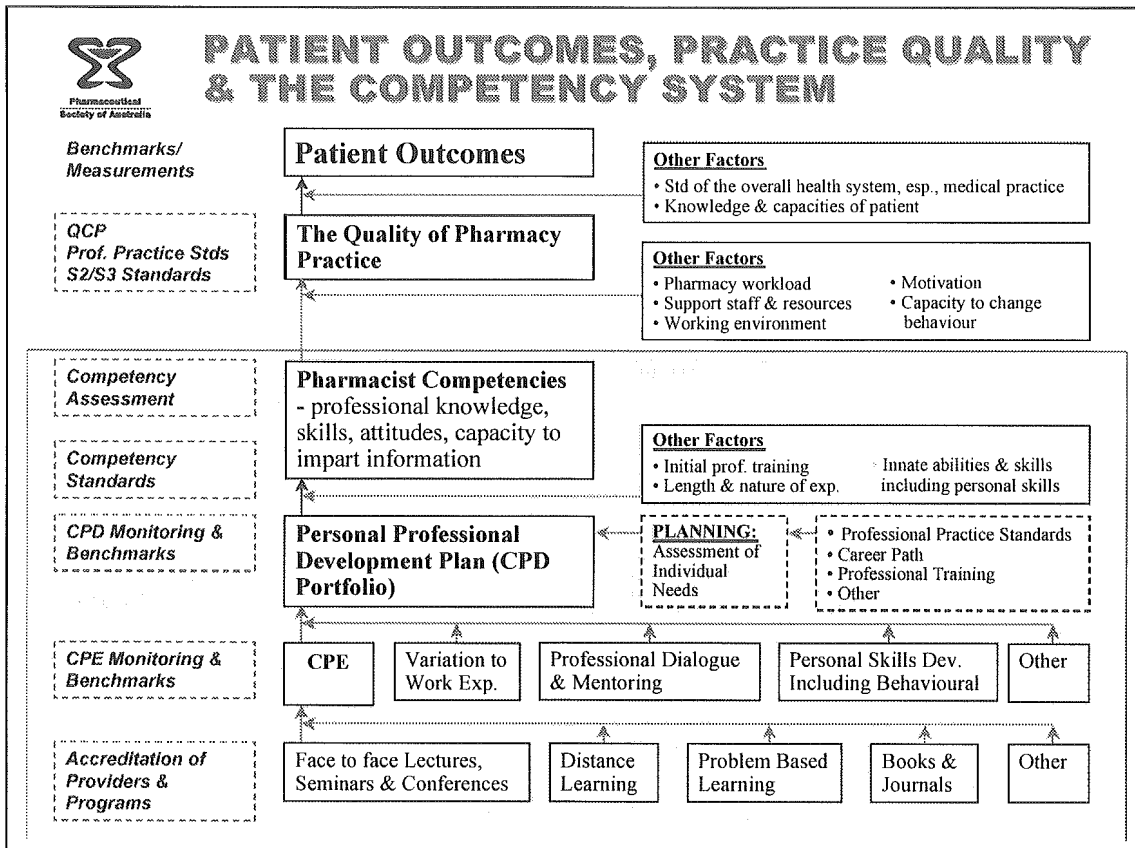 PATIENT OUTCOMES, PRACTICE QUALITY
& THE COMPETENCY SYSTEM
Pharmaceutical
Society of Australia
Benchmarks/
Measurements
Patient Outcomes
Other Factors
• Std of the overall health system, esp., medical practice
• Knowledge & capacities of patient
QCP
Prof. Practice Stds
S2/S3 Standards
The Quality of Pharmacy
Practice
Other Factors
• Pharmacy workload
• Support staff & resources
• Working environment
• Motivation
• Capacity to change
behaviour
Competency
Assessment
Pharmacist Competencies
- professional knowledge,
skills, attitudes, capacity to
impart information
Competency
Standards
Other Factors
• Initial prof. training
• Length & nature of exp.
Innate abilities & skills
including personal skills
CPD Monitoring &
Benchmarks
Personal Professional
Development Plan (CPD
Portfolio)
PLANNING:
Assessment of
Individual
Needs
• Professional Practice Standards
• Career Path
• Professional Training
• Other
CPE Monitoring &
Benchmarks
CPE
Variation to
Work Exp.
Professional Dialogue
& Mentoring
Personal Skills Dev.
Including Behavioural
Other
Accreditation of
Providers &
Programs
Face to face Lectures,
Seminars & Conferences
Distance
Learning
Problem Based
Learning
Books &
Journals
Other